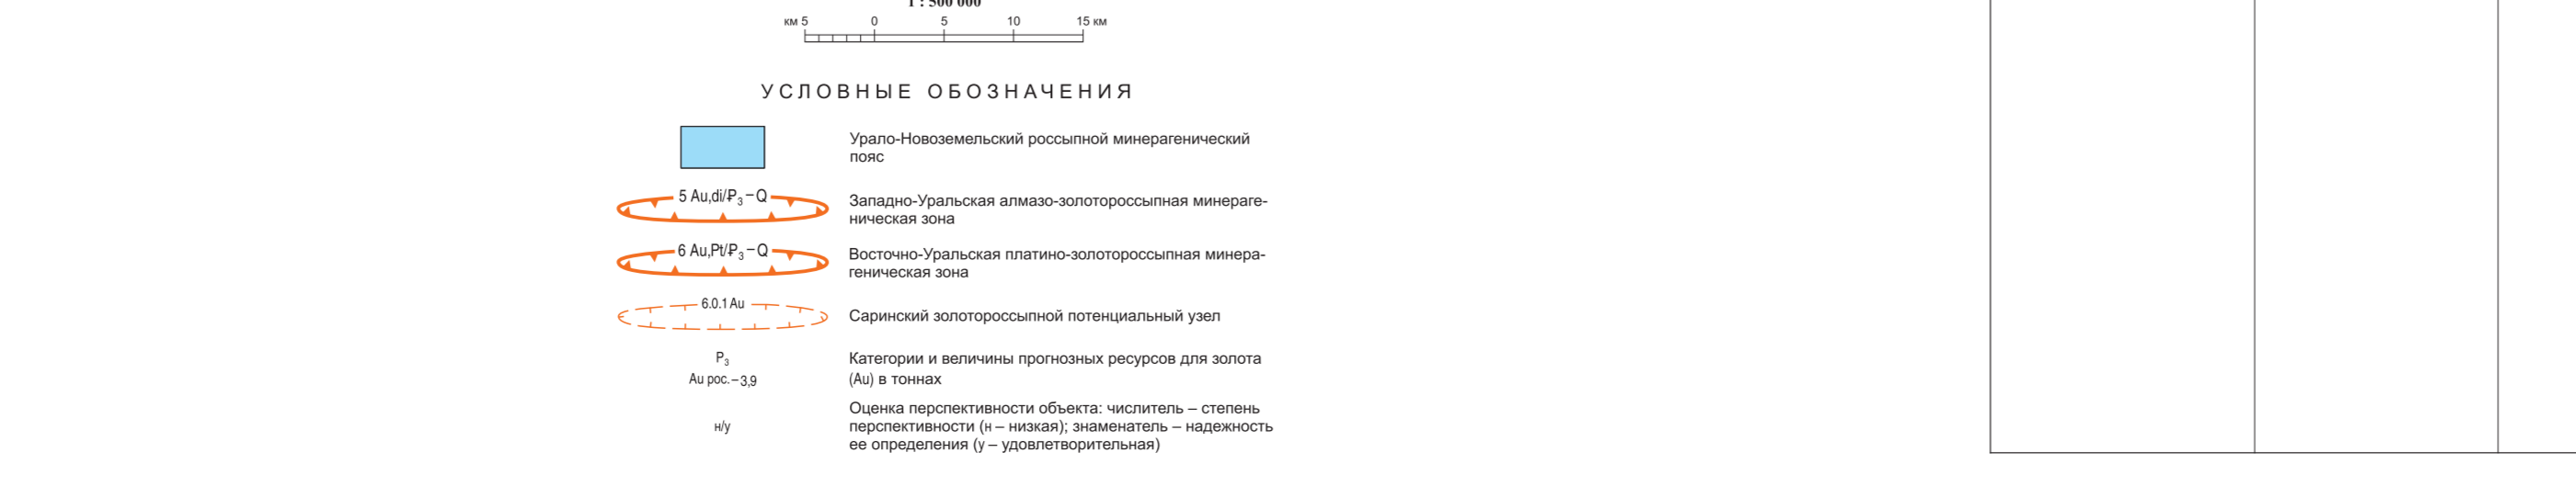 1 : 500 000
км 5 0 5 10 15 км
УСЛОВНЫЕ ОБОЗНАЧЕНИЯ
Урало-Новоземельский россыпной минерагенический
пояс
5 Au,di/₽₃–Q
Западно-Уральская алмазо-золотороссыпная минераге-
ническая зона
6 Au,Pt/₽₃–Q
Восточно-Уральская платино-золотороссыпная минера-
геническая зона
6.0.1 Au
Саринский золотороссыпной потенциальный узел
P₃
Au рос.–3,9
Категории и величины прогнозных ресурсов для золота
(Au) в тоннах
н/у
Оценка перспективности объекта: числитель – степень
перспективности (н – низкая); знаменатель – надежность
ее определения (у – удовлетворительная)